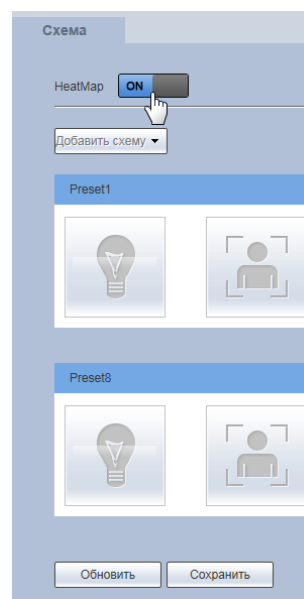 Схема
HeatMap ON
Добавить схему
Preset1
Preset8
Обновить Сохранить